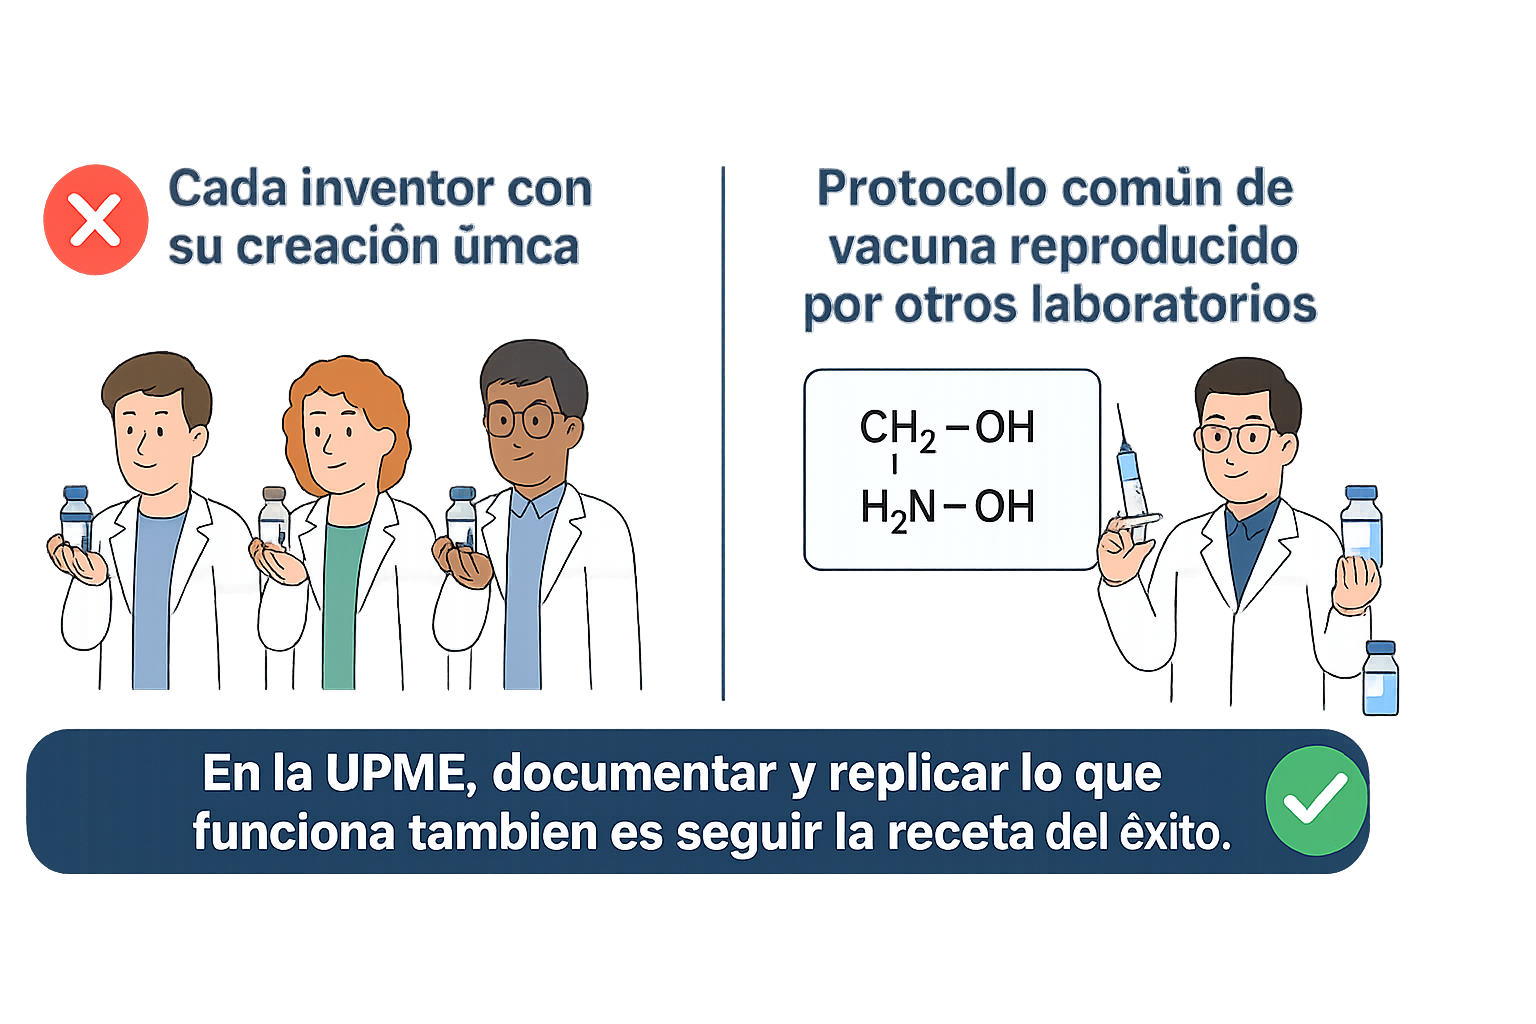 Cada inventor con
su creaciôn ŭmca
Protocolo común de
vacuna reproducido
por otros laboratorios
CH₂–OH
H₂N–OH
En la UPME, documentar y replicar lo que
funciona tambien es seguir la receta del êxito.